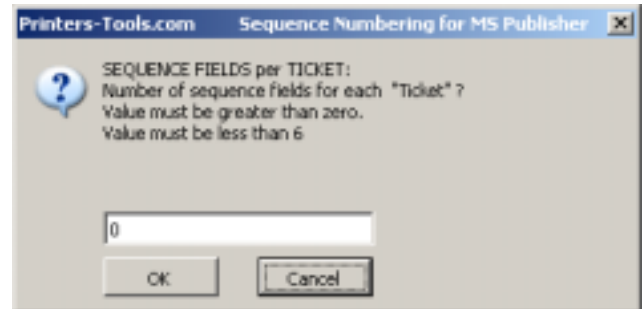 Printers-Tools.com Sequence Numbering for MS Publisher
SEQUENCE FIELDS per TICKET:
Number of sequence fields for each "Ticket" ?
Value must be greater than zero.
Value must be less than 6
0
OK Cancel